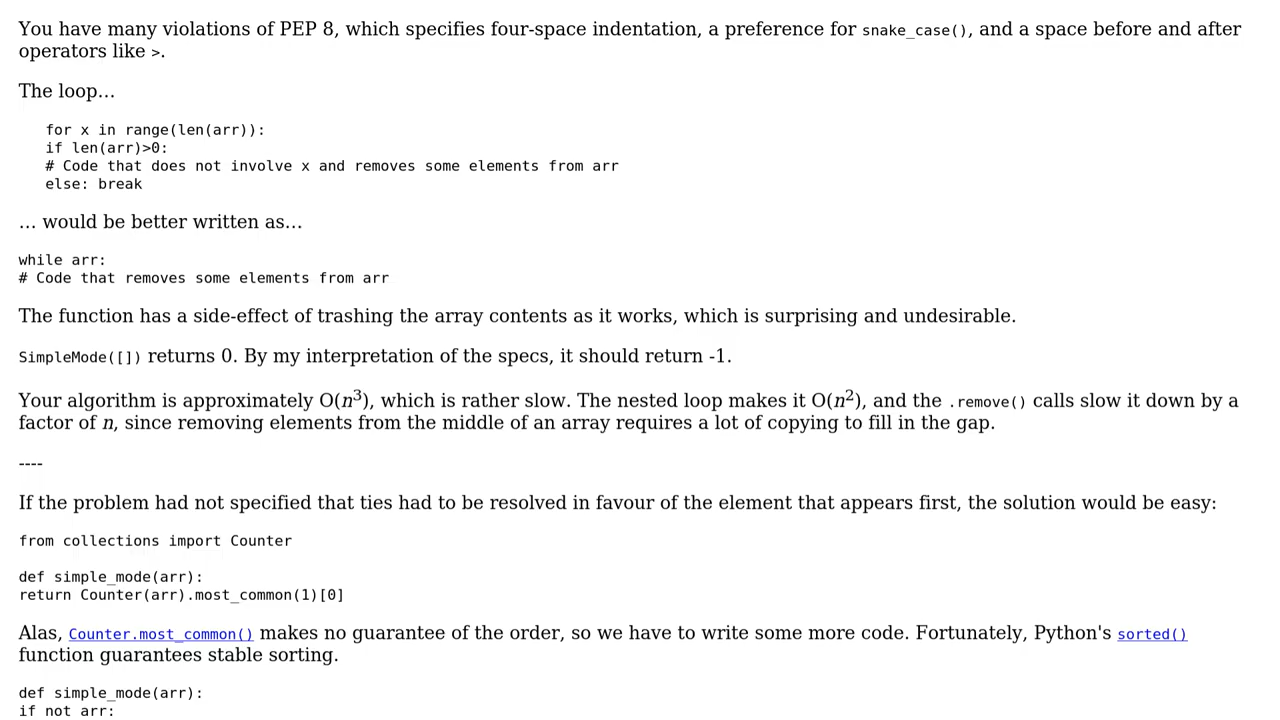 You have many violations of PEP 8, which specifies four-space indentation, a preference for snake_case(), and a space before and after
operators like >.
The loop…
for x in range(len(arr)):
if len(arr)>0:
# Code that does not involve x and removes some elements from arr
else: break
… would be better written as…
while arr:
# Code that removes some elements from arr
The function has a side-effect of trashing the array contents as it works, which is surprising and undesirable.
SimpleMode([]) returns 0. By my interpretation of the specs, it should return -1.
Your algorithm is approximately O(n³), which is rather slow. The nested loop makes it O(n²), and the .remove() calls slow it down by a
factor of n, since removing elements from the middle of an array requires a lot of copying to fill in the gap.
----
If the problem had not specified that ties had to be resolved in favour of the element that appears first, the solution would be easy:
from collections import Counter
def simple_mode(arr):
return Counter(arr).most_common(1)[0]
Alas, Counter.most_common() makes no guarantee of the order, so we have to write some more code. Fortunately, Python's sorted()
function guarantees stable sorting.
def simple_mode(arr):
if not arr: